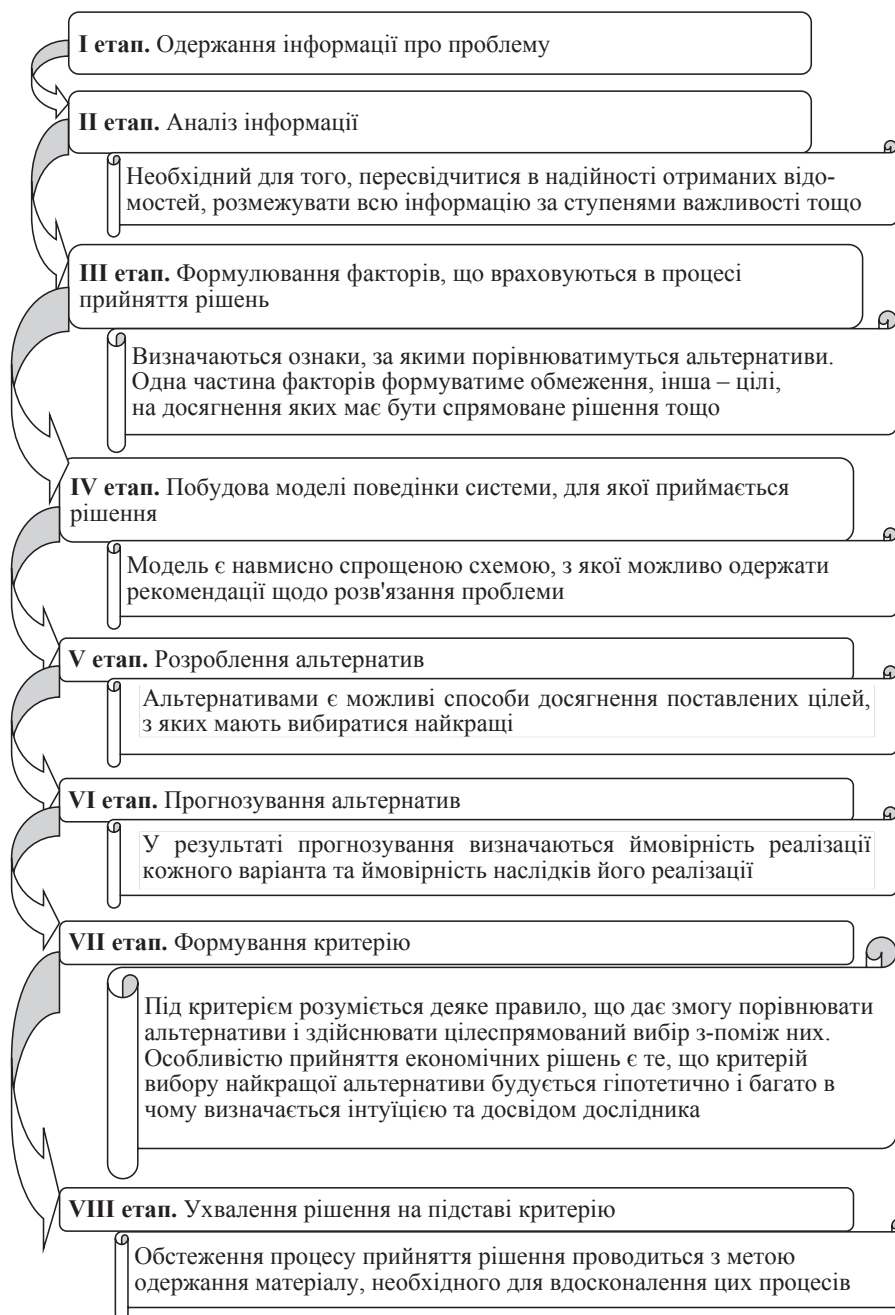 I етап. Одержання інформації про проблему
II етап. Аналіз інформації
Необхідний для того, пересвідчитися в надійності отриманих відо-
мостей, розмежувати всю інформацію за ступенями важливості тощо
III етап. Формулювання факторів, що враховуються в процесі
прийняття рішень
Визначаються ознаки, за якими порівнюватимуться альтернативи.
Одна частина факторів формуватиме обмеження, інша – цілі,
на досягнення яких має бути спрямоване рішення тощо
IV етап. Побудова моделі поведінки системи, для якої приймається
рішення
Модель є навмисно спрощеною схемою, з якої можливо одержати
рекомендації щодо розв'язання проблеми
V етап. Розроблення альтернатив
Альтернативами є можливі способи досягнення поставлених цілей,
з яких мають вибиратися найкращі
VI етап. Прогнозування альтернатив
У результаті прогнозування визначаються ймовірність реалізації
кожного варіанта та ймовірність наслідків його реалізації
VII етап. Формування критерію
Під критерієм розуміється деяке правило, що дає змогу порівнювати
альтернативи і здійснювати цілеспрямований вибір з-поміж них.
Особливістю прийняття економічних рішень є те, що критерій
вибору найкращої альтернативи будується гіпотетично і багато в
чому визначається інтуїцією та досвідом дослідника
VIII етап. Ухвалення рішення на підставі критерію
Обстеження процесу прийняття рішення проводиться з метою
одержання матеріалу, необхідного для вдосконалення цих процесів